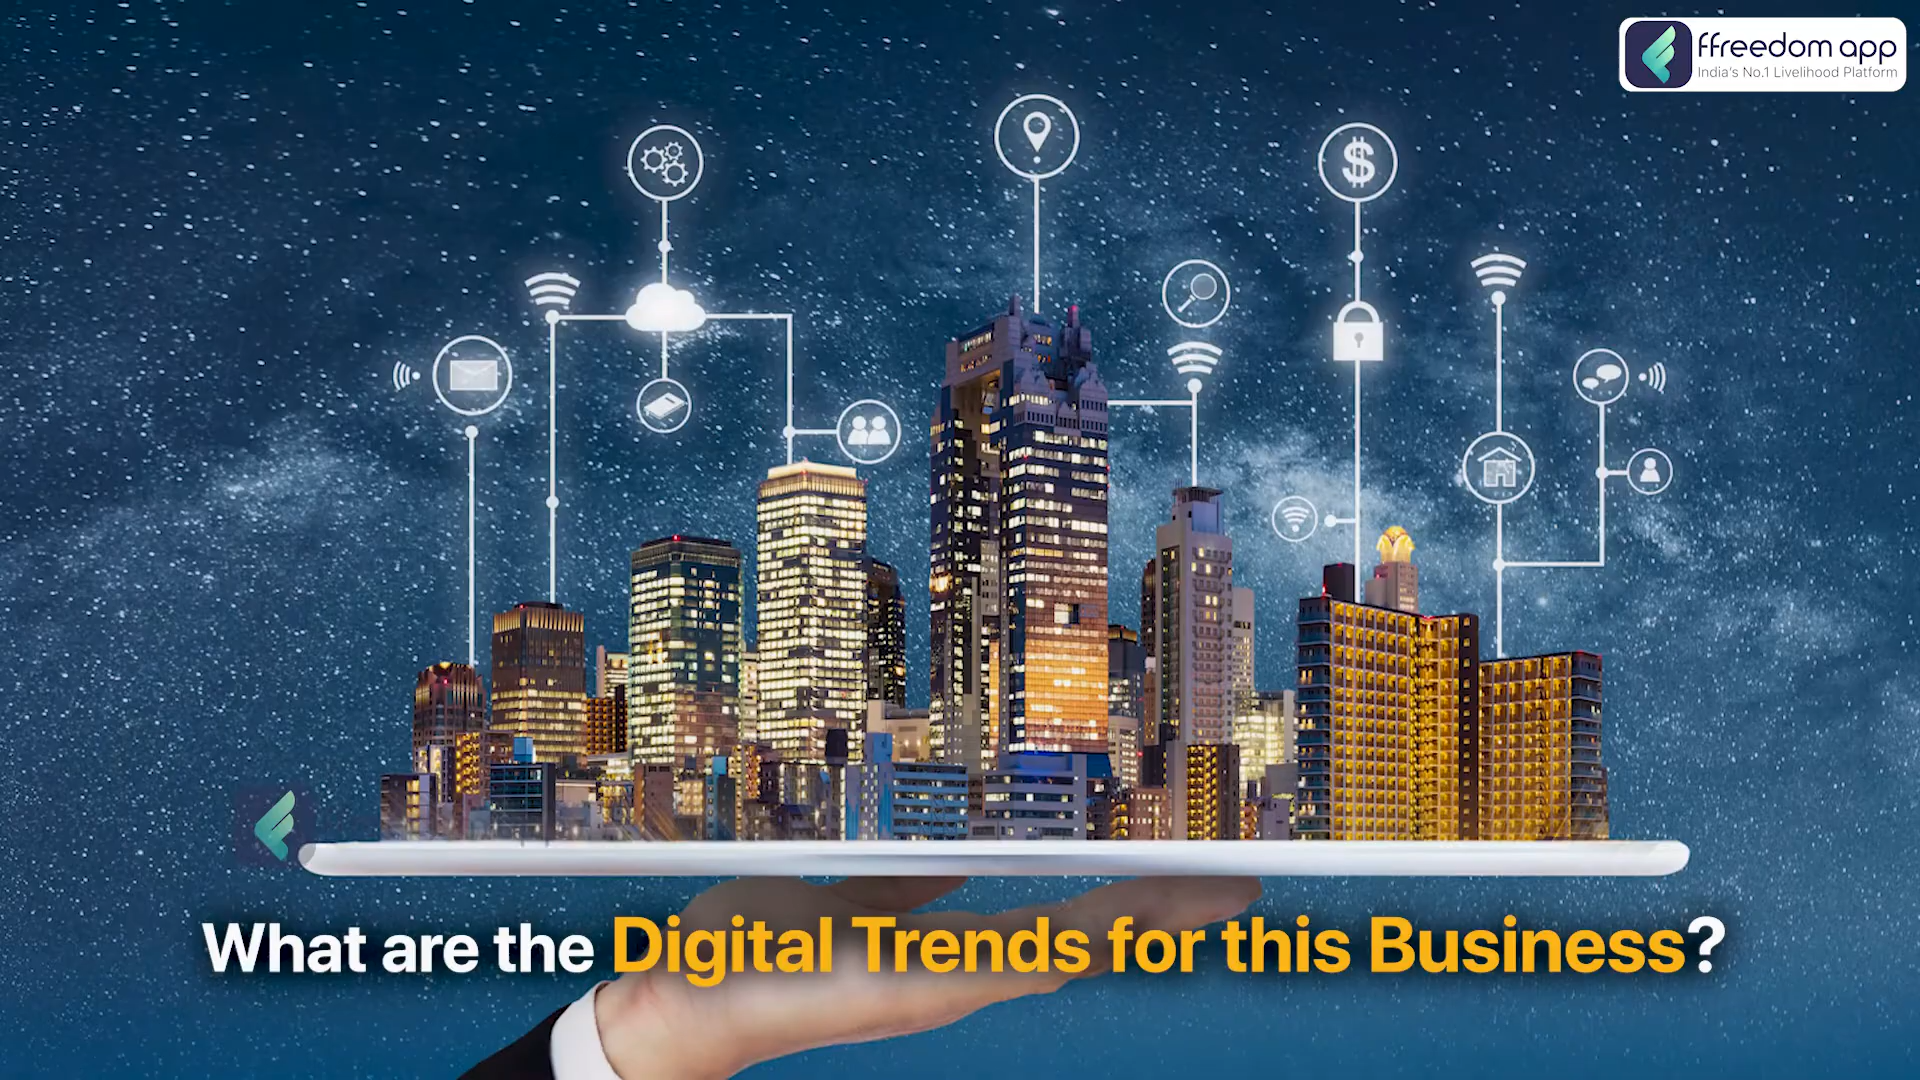 ffreedom app
India's No.1 Livelihood Platform
What are the Digital Trends for this Business?